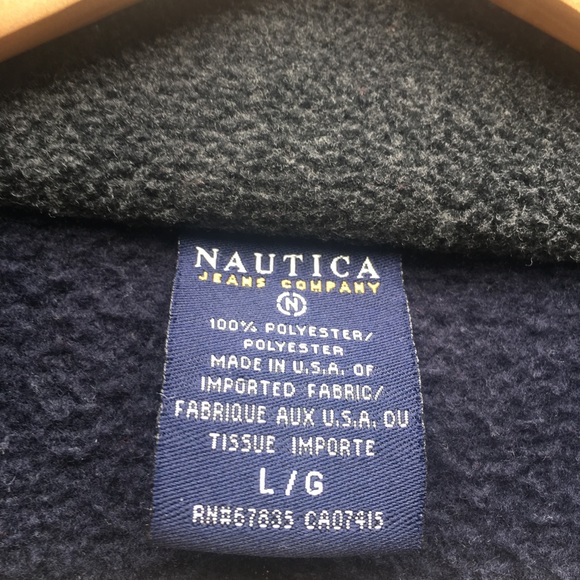 NAUTICA
JEANS COMPANY
N
100% POLYESTER/
POLYESTER
MADE IN U.S.A. OF
IMPORTED FABRIC/
FABRIQUE AUX U.S.A. DU
TISSUE IMPORTE
L/G
RN#67835 CA07415